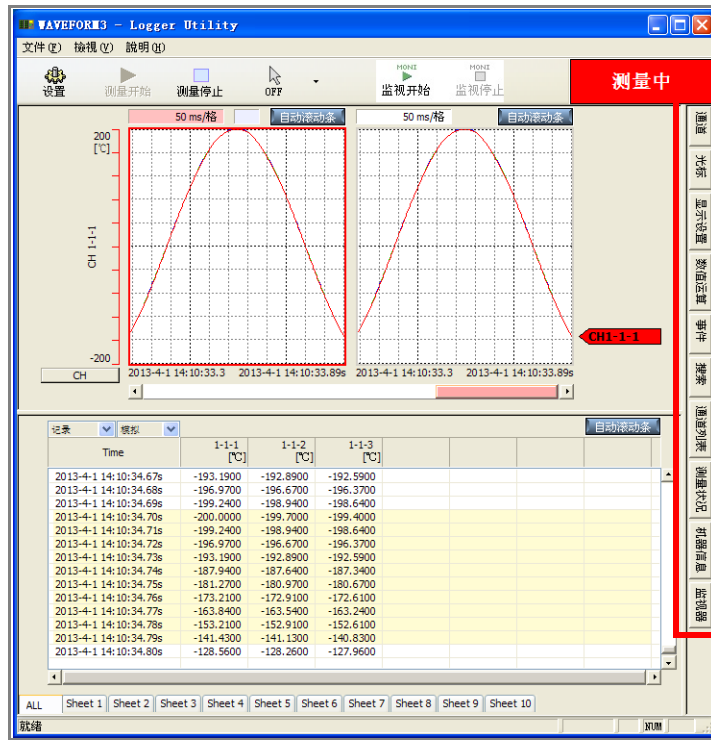 WAVEFORM3 - Logger Utility
文件(F) 検視(V) 說明(H)
设置 测量开始 测量停止 OFF MONI 监视开始 MONI 监视停止 测量中
50 ms/格 自动滚动条 50 ms/格 自动滚动条
200
[℃]
CH 1-1-1
-200
CH
CH1-1-1
2013-4-1 14:10:33.3 2013-4-1 14:10:33.89s 2013-4-1 14:10:33.3 2013-4-1 14:10:33.89s
通道
光标
显示设置
数值运算
事件
搜索
通道列表
测量状况
机器信息
监视器
记录 模拟 自动滚动条
Time 1-1-1 [℃] 1-1-2 [℃] 1-1-3 [℃]
2013-4-1 14:10:34.67s -193.1900 -192.8900 -192.5900
2013-4-1 14:10:34.68s -196.9700 -196.6700 -196.3700
2013-4-1 14:10:34.69s -199.2400 -198.9400 -198.6400
2013-4-1 14:10:34.70s -200.0000 -199.7000 -199.4000
2013-4-1 14:10:34.71s -199.2400 -198.9400 -198.6400
2013-4-1 14:10:34.72s -196.9700 -196.6700 -196.3700
2013-4-1 14:10:34.73s -193.1900 -192.8900 -192.5900
2013-4-1 14:10:34.74s -187.9400 -187.6400 -187.3400
2013-4-1 14:10:34.75s -181.2700 -180.9700 -180.6700
2013-4-1 14:10:34.76s -173.2100 -172.9100 -172.6100
2013-4-1 14:10:34.77s -163.8400 -163.5400 -163.2400
2013-4-1 14:10:34.78s -153.2100 -152.9100 -152.6100
2013-4-1 14:10:34.79s -141.4300 -141.1300 -140.8300
2013-4-1 14:10:34.80s -128.5600 -128.2600 -127.9600
ALL Sheet 1 Sheet 2 Sheet 3 Sheet 4 Sheet 5 Sheet 6 Sheet 7 Sheet 8 Sheet 9 Sheet 10
就绪 NUM